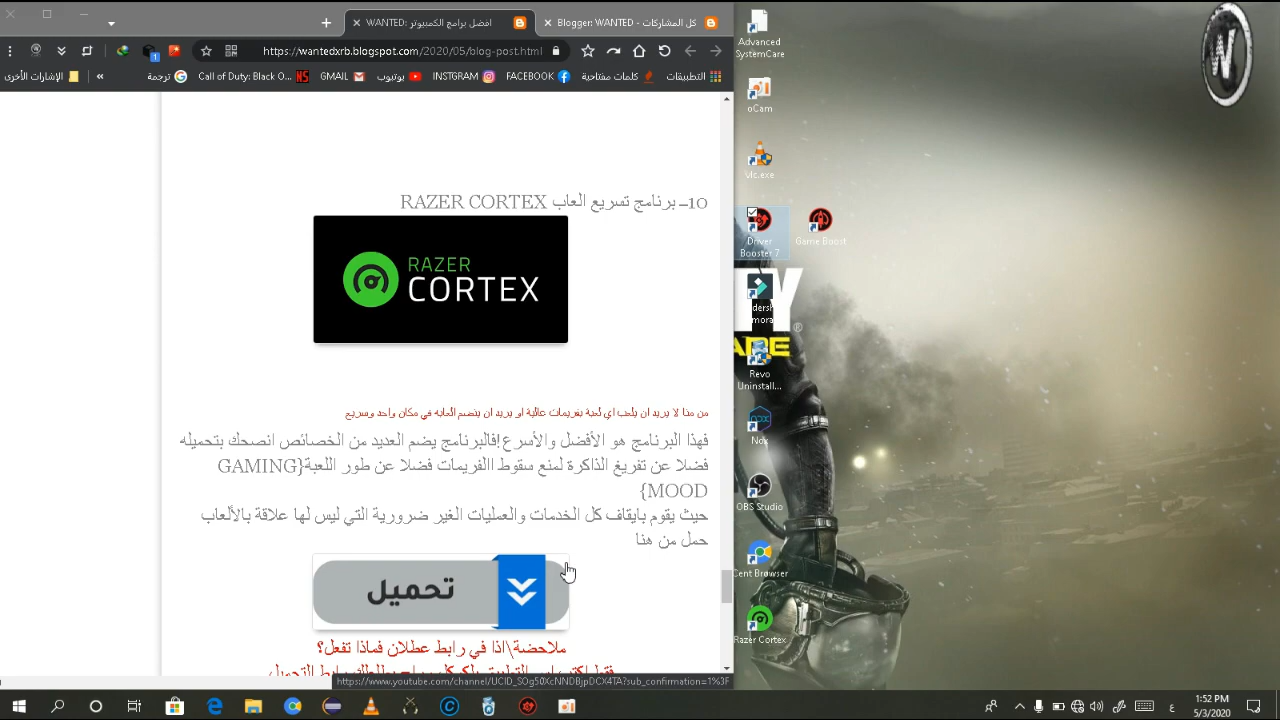 افضل برامج الكمبيوتر :WANTED
كل المشاركات - Blogger: WANTED
https://wantedxrb.blogspot.com/2020/05/blog-post.html
التطبيقات
كلمات مفتاحية
FACEBOOK
INSTGRAM
يوتيوب
GMAIL
Call of Duty: Black O...
ترجمة
«
الإشارات الأخرى
10ـ برنامج تسريع العاب RAZER CORTEX
RAZER
CORTEX
من منا لا يريد ان يلعب اي لعبة بفريمات عالية او يريد ان ينضم العابه في مكان واحد وسريع
فهذا البرنامج هو الأفضل والأسرع!فالبرنامج يضم العديد من الخصائص انصحك بتحميله
فضلا عن تفريغ الذاكرة لمنع سقوط االفريمات فضلا عن طور اللعبة{GAMING
MOOD}
حيث يقوم بايقاف كل الخدمات والعمليات الغير ضرورية التي ليس لها علاقة بالألعاب
حمل من هنا
تحميل
ملاحضة\اذا في رابط عطلان فماذا تفعل؟
https://www.youtube.com/channel/UCID_SOg50XcNNDBjpDCX4TA?sub_confirmation=1%3F
Advanced
SystemCare
oCam
vlc.exe
Driver
Booster 7
Game Boost
Revo
Uninstall...
Nox
OBS Studio
Cent Browser
Razer Cortex
W
ع
1:52 PM
5/3/2020